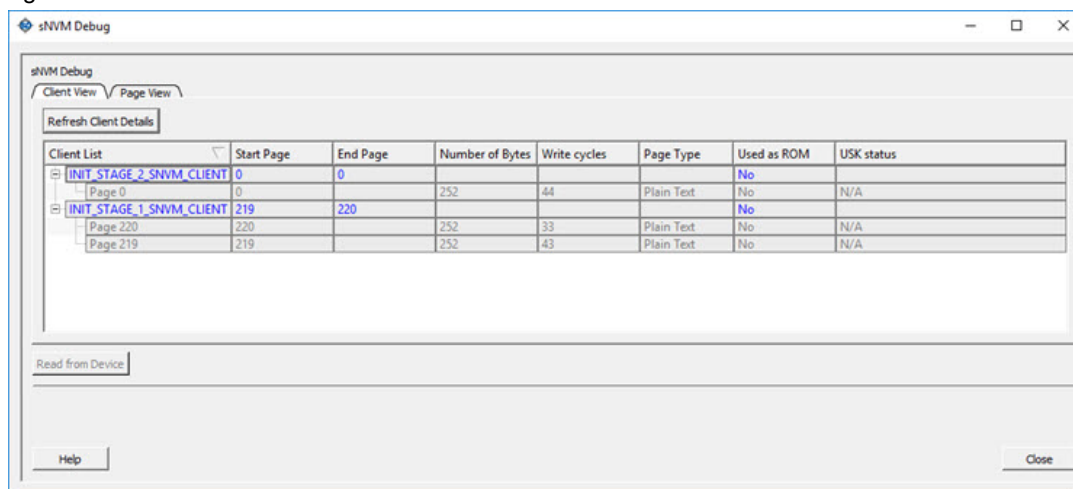 sNVM Debug
sNVM Debug
Client View Page View
Refresh Client Details
Client List Start Page End Page Number of Bytes Write cycles Page Type Used as ROM USK status
INIT_STAGE_2_SNVM_CLIENT 0 0 No
Page 0 0 252 44 Plain Text No N/A
INIT_STAGE_1_SNVM_CLIENT 219 220 No
Page 220 220 252 33 Plain Text No N/A
Page 219 219 252 43 Plain Text No N/A
Read from Device
Help Close